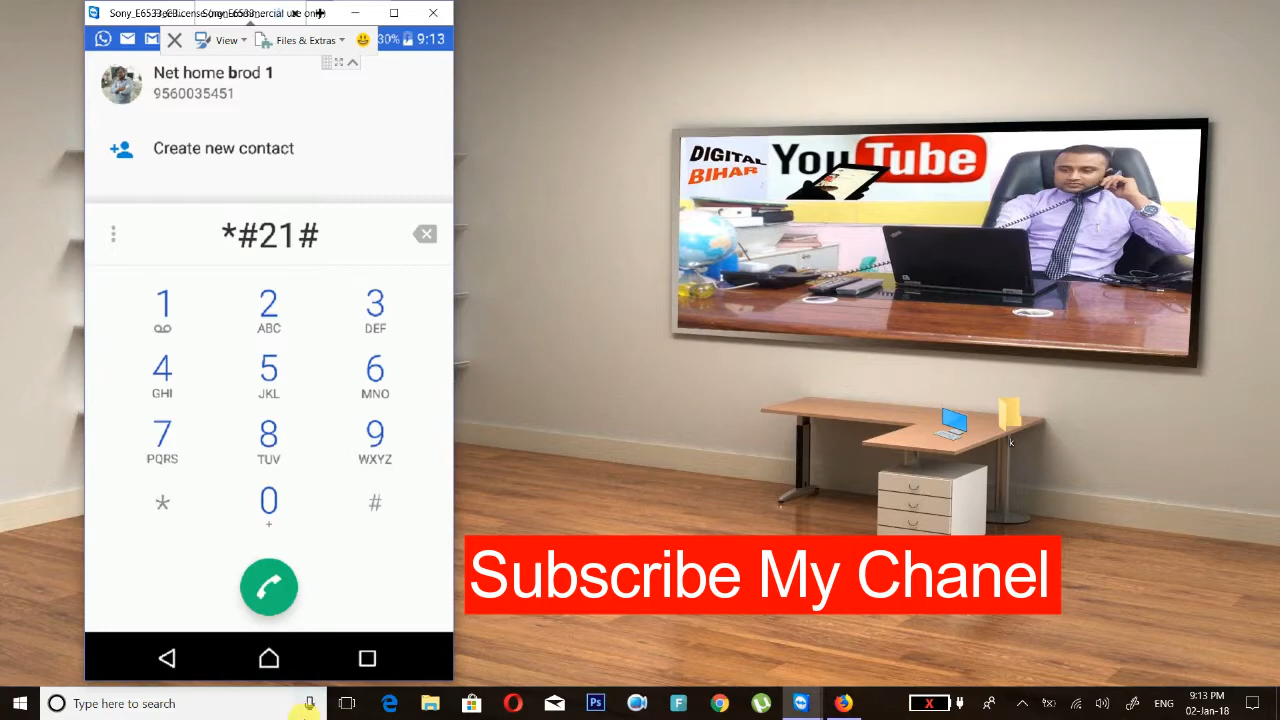 Sony_E6533
View
Files & Extras
30% 9:13
Net home brod 1
9560035451
Create new contact
*#21#
1 2 3
ABC DEF
4 5 6
GHI JKL MNO
7 8 9
PQRS TUV WXYZ
* 0 #
+
DIGITAL
BIHAR
YouTube
Subscribe My Chanel
Type here to search
ENG
9:13 PM
02-Jan-18